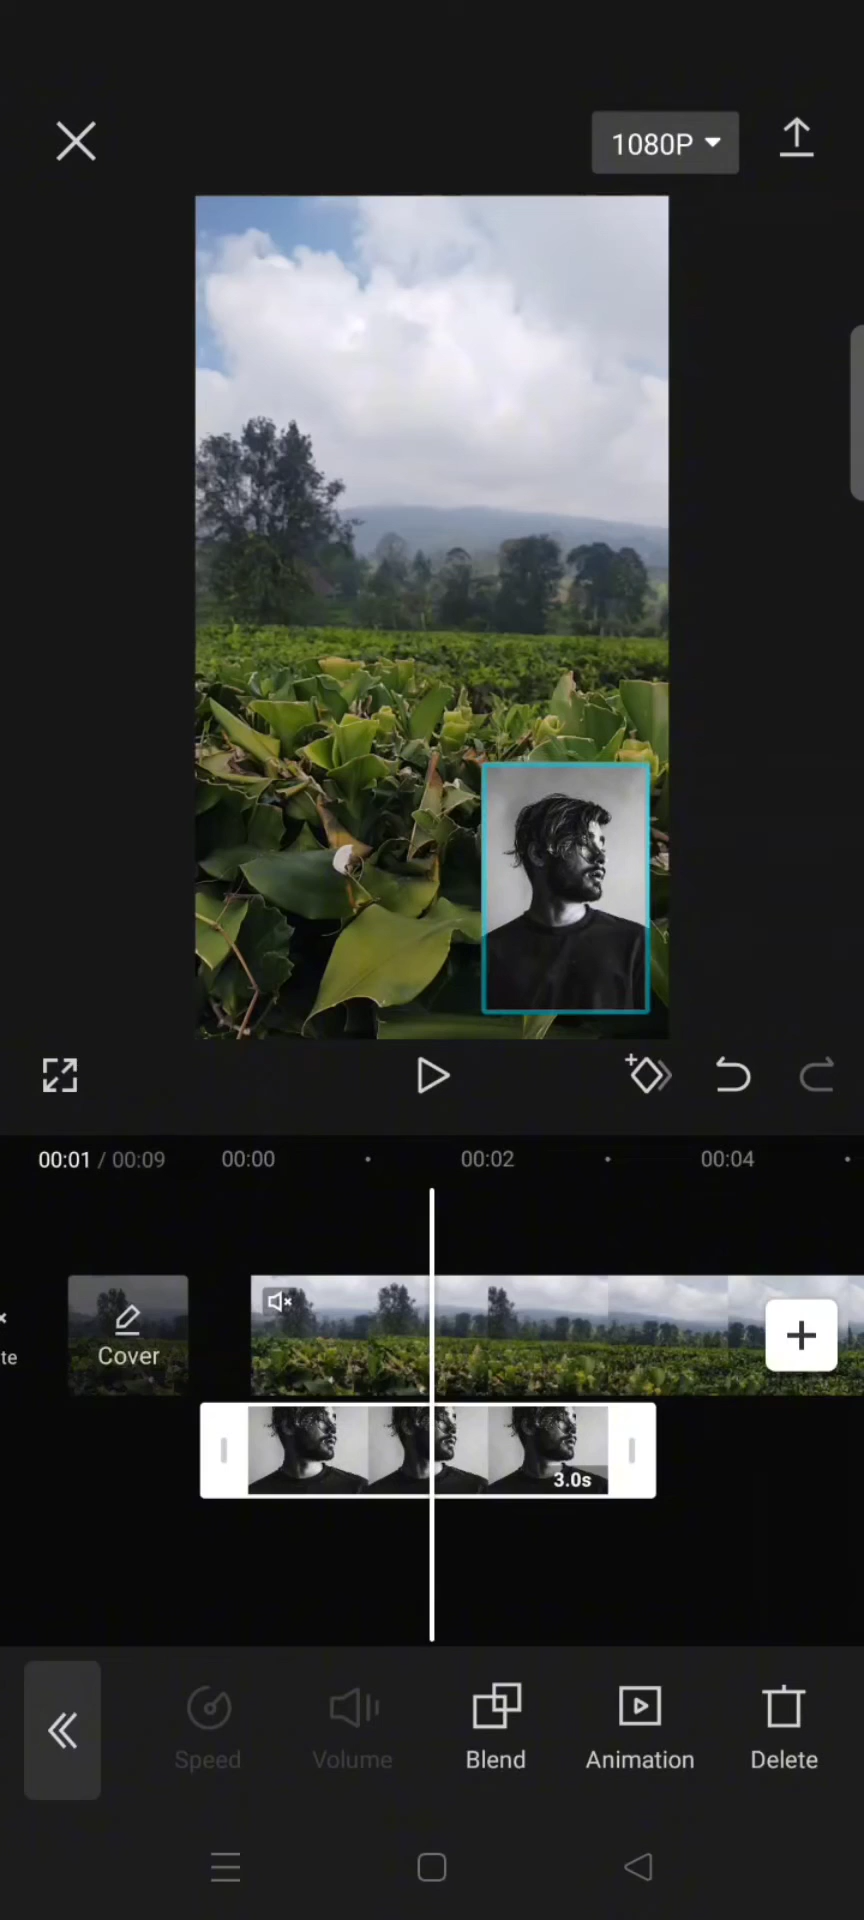 1080P
00:01 / 00:09 00:00 00:02 00:04
te
Cover
3.0s
Speed Volume Blend Animation Delete